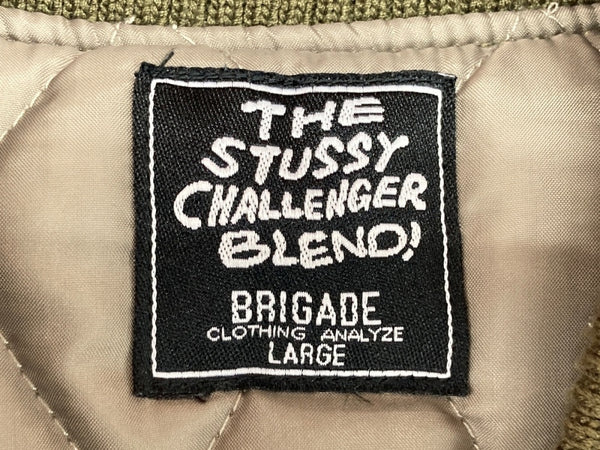 THE
STUSSY
CHALLENGER
BLEND!
BRIGADE
CLOTHING ANALYZE
LARGE